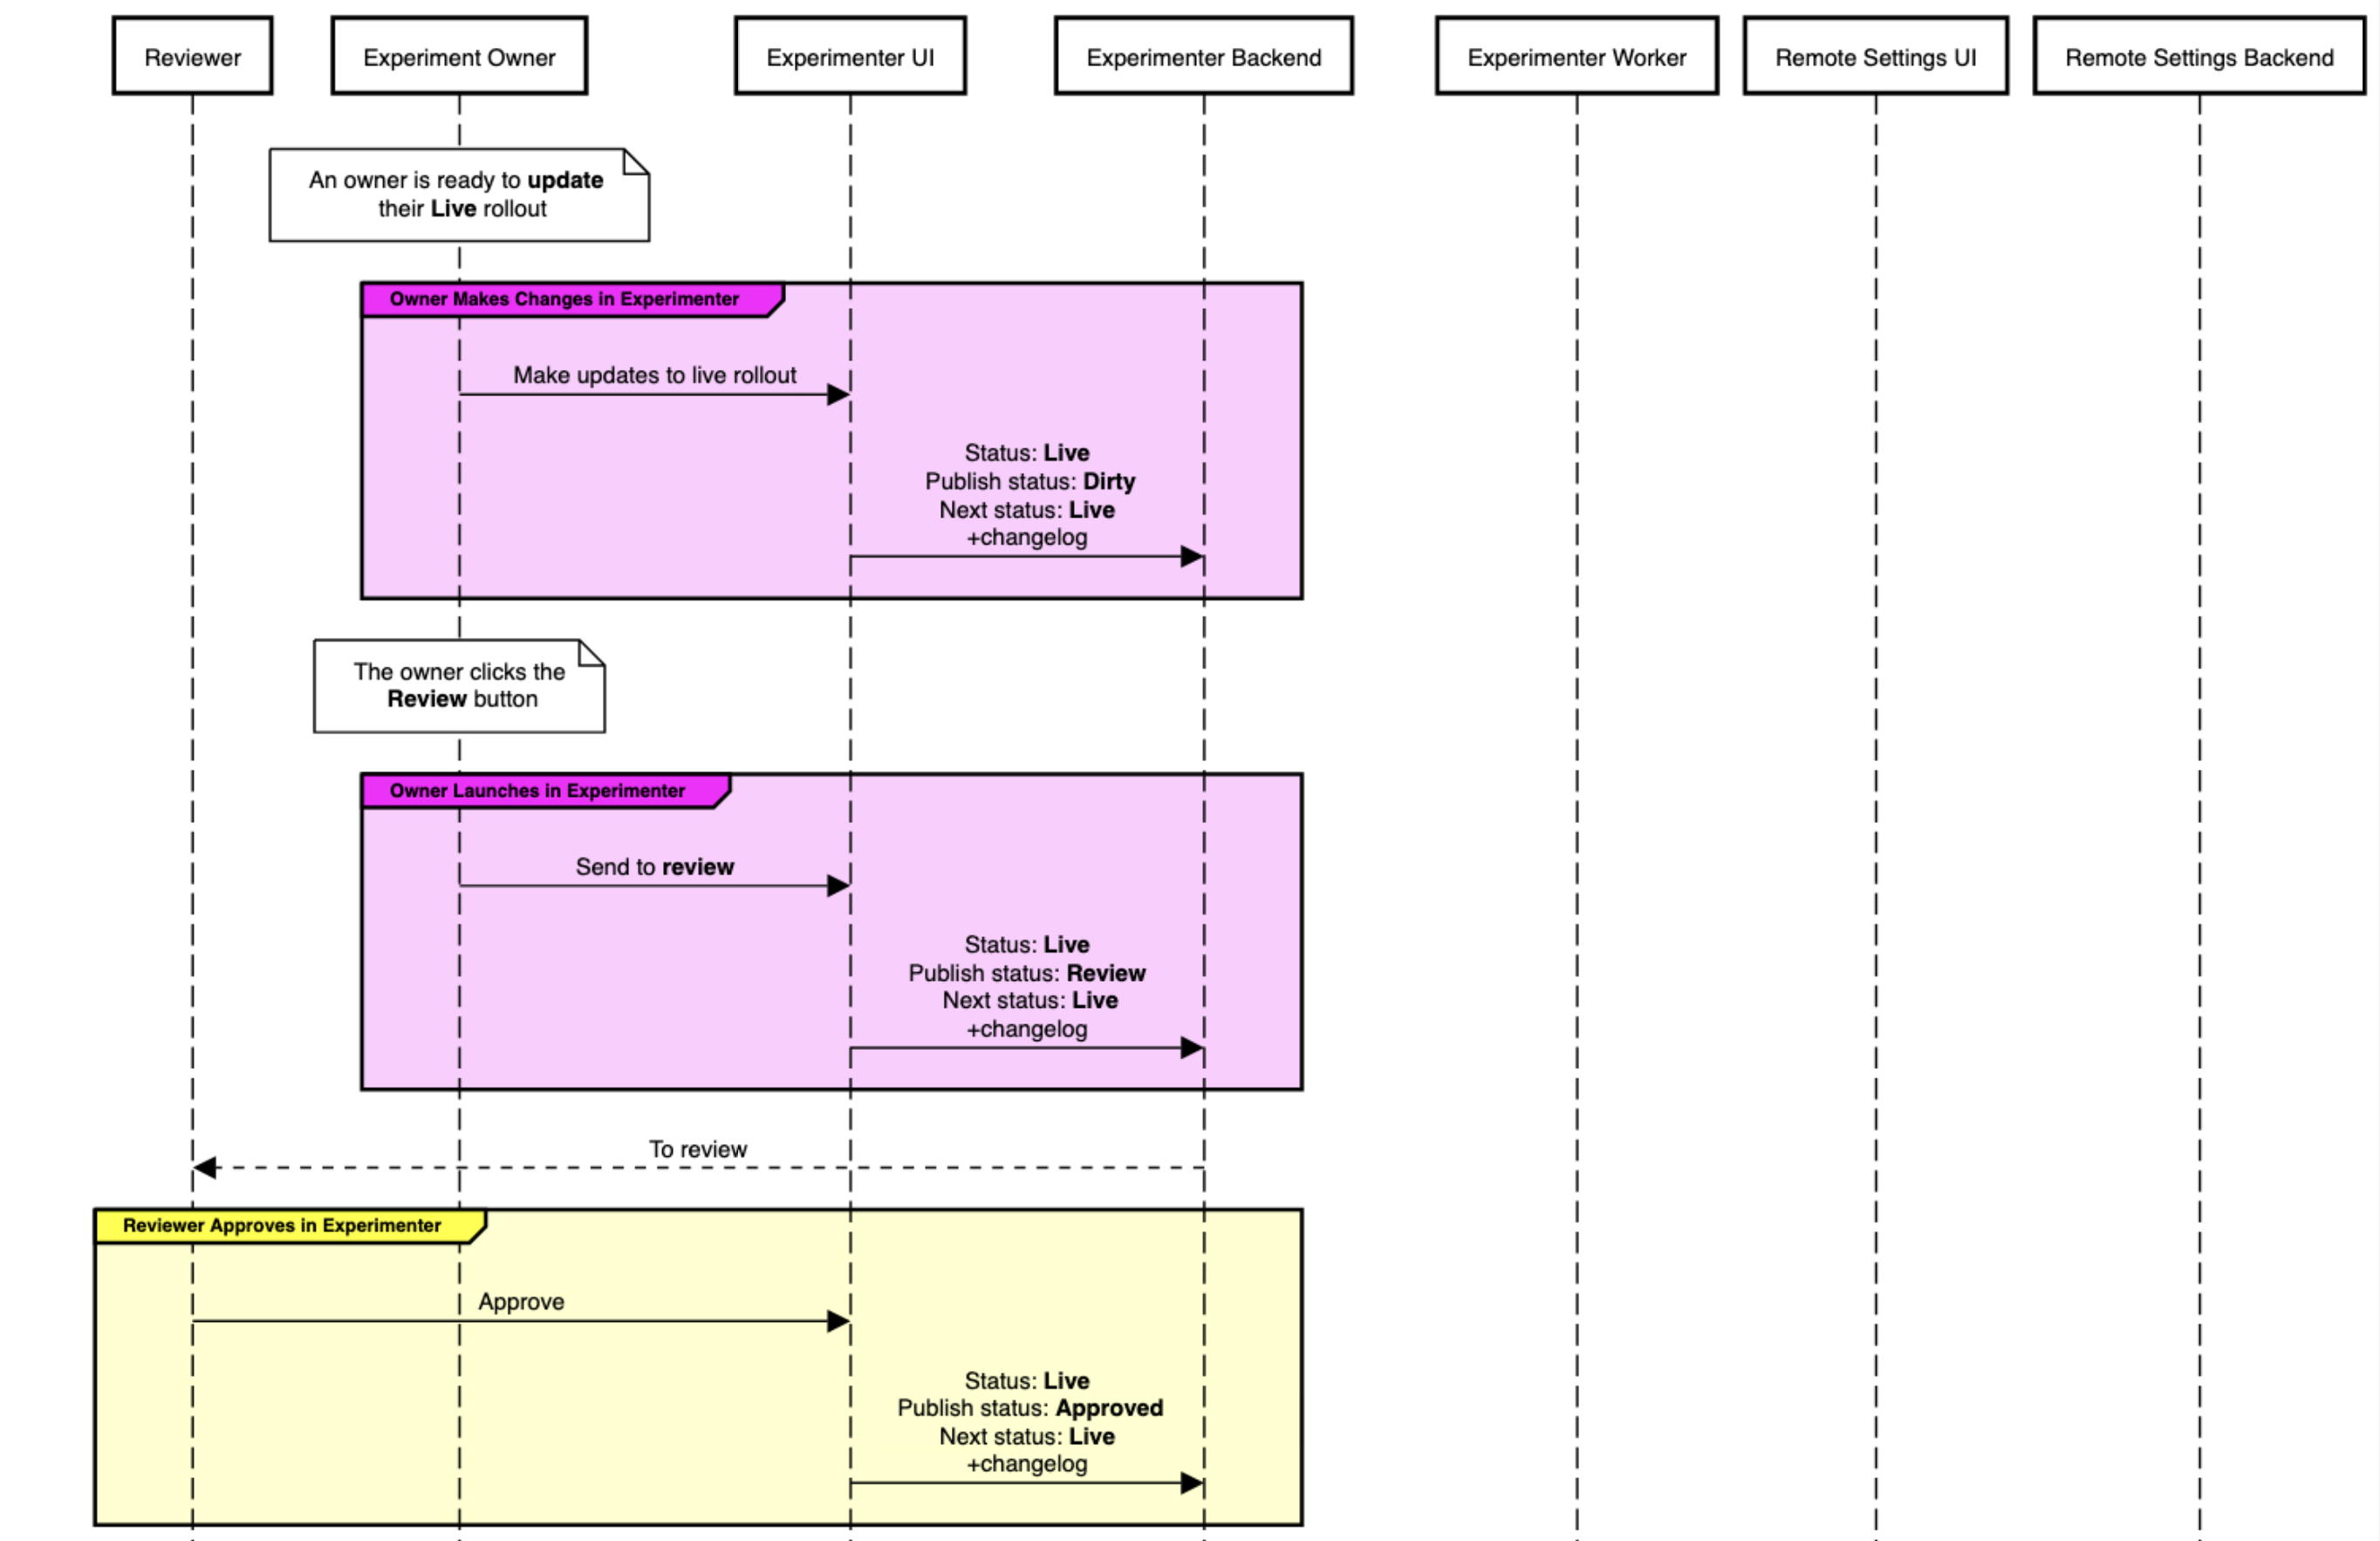 Reviewer
Experiment Owner
Experimenter UI
Experimenter Backend
Experimenter Worker
Remote Settings UI
Remote Settings Backend
An owner is ready to update
their Live rollout
Owner Makes Changes in Experimenter
Make updates to live rollout
Status: Live
Publish status: Dirty
Next status: Live
+changelog
The owner clicks the
Review button
Owner Launches in Experimenter
Send to review
Status: Live
Publish status: Review
Next status: Live
+changelog
To review
Reviewer Approves in Experimenter
Approve
Status: Live
Publish status: Approved
Next status: Live
+changelog